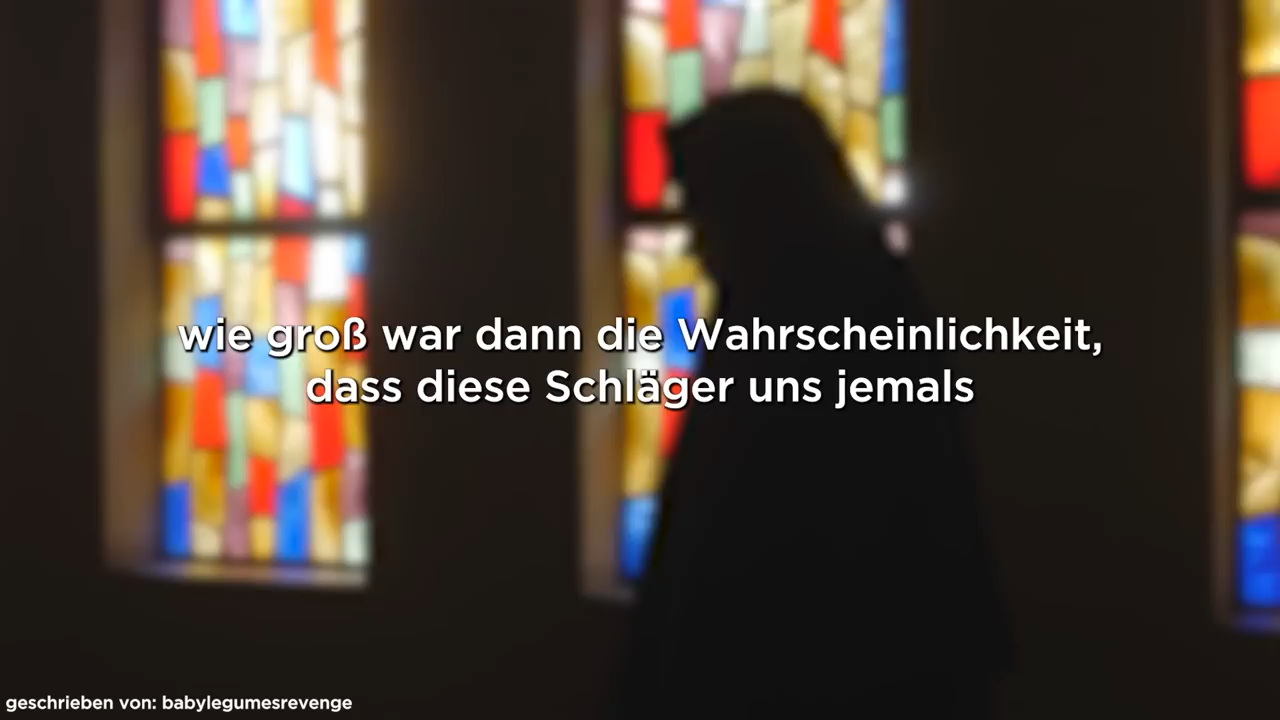 wie groß war dann die Wahrscheinlichkeit,
dass diese Schläger uns jemals
geschrieben von: babylegumesrevenge